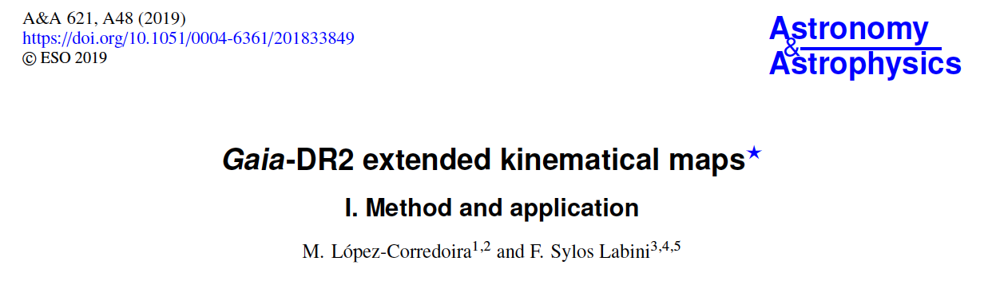 A&A 621, A48 (2019)
https://doi.org/10.1051/0004-6361/201833849
© ESO 2019
Astronomy
&
Astrophysics
Gaia-DR2 extended kinematical maps★
I. Method and application
M. López-Corredoira1,2 and F. Sylos Labini3,4,5